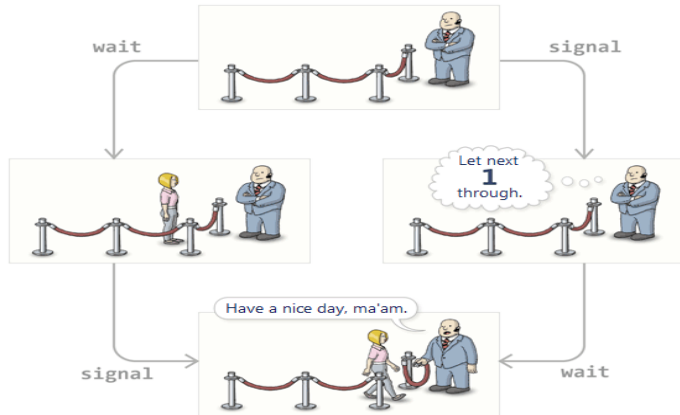 wait
signal
Let next
1
through.
Have a nice day, ma'am.
signal
wait